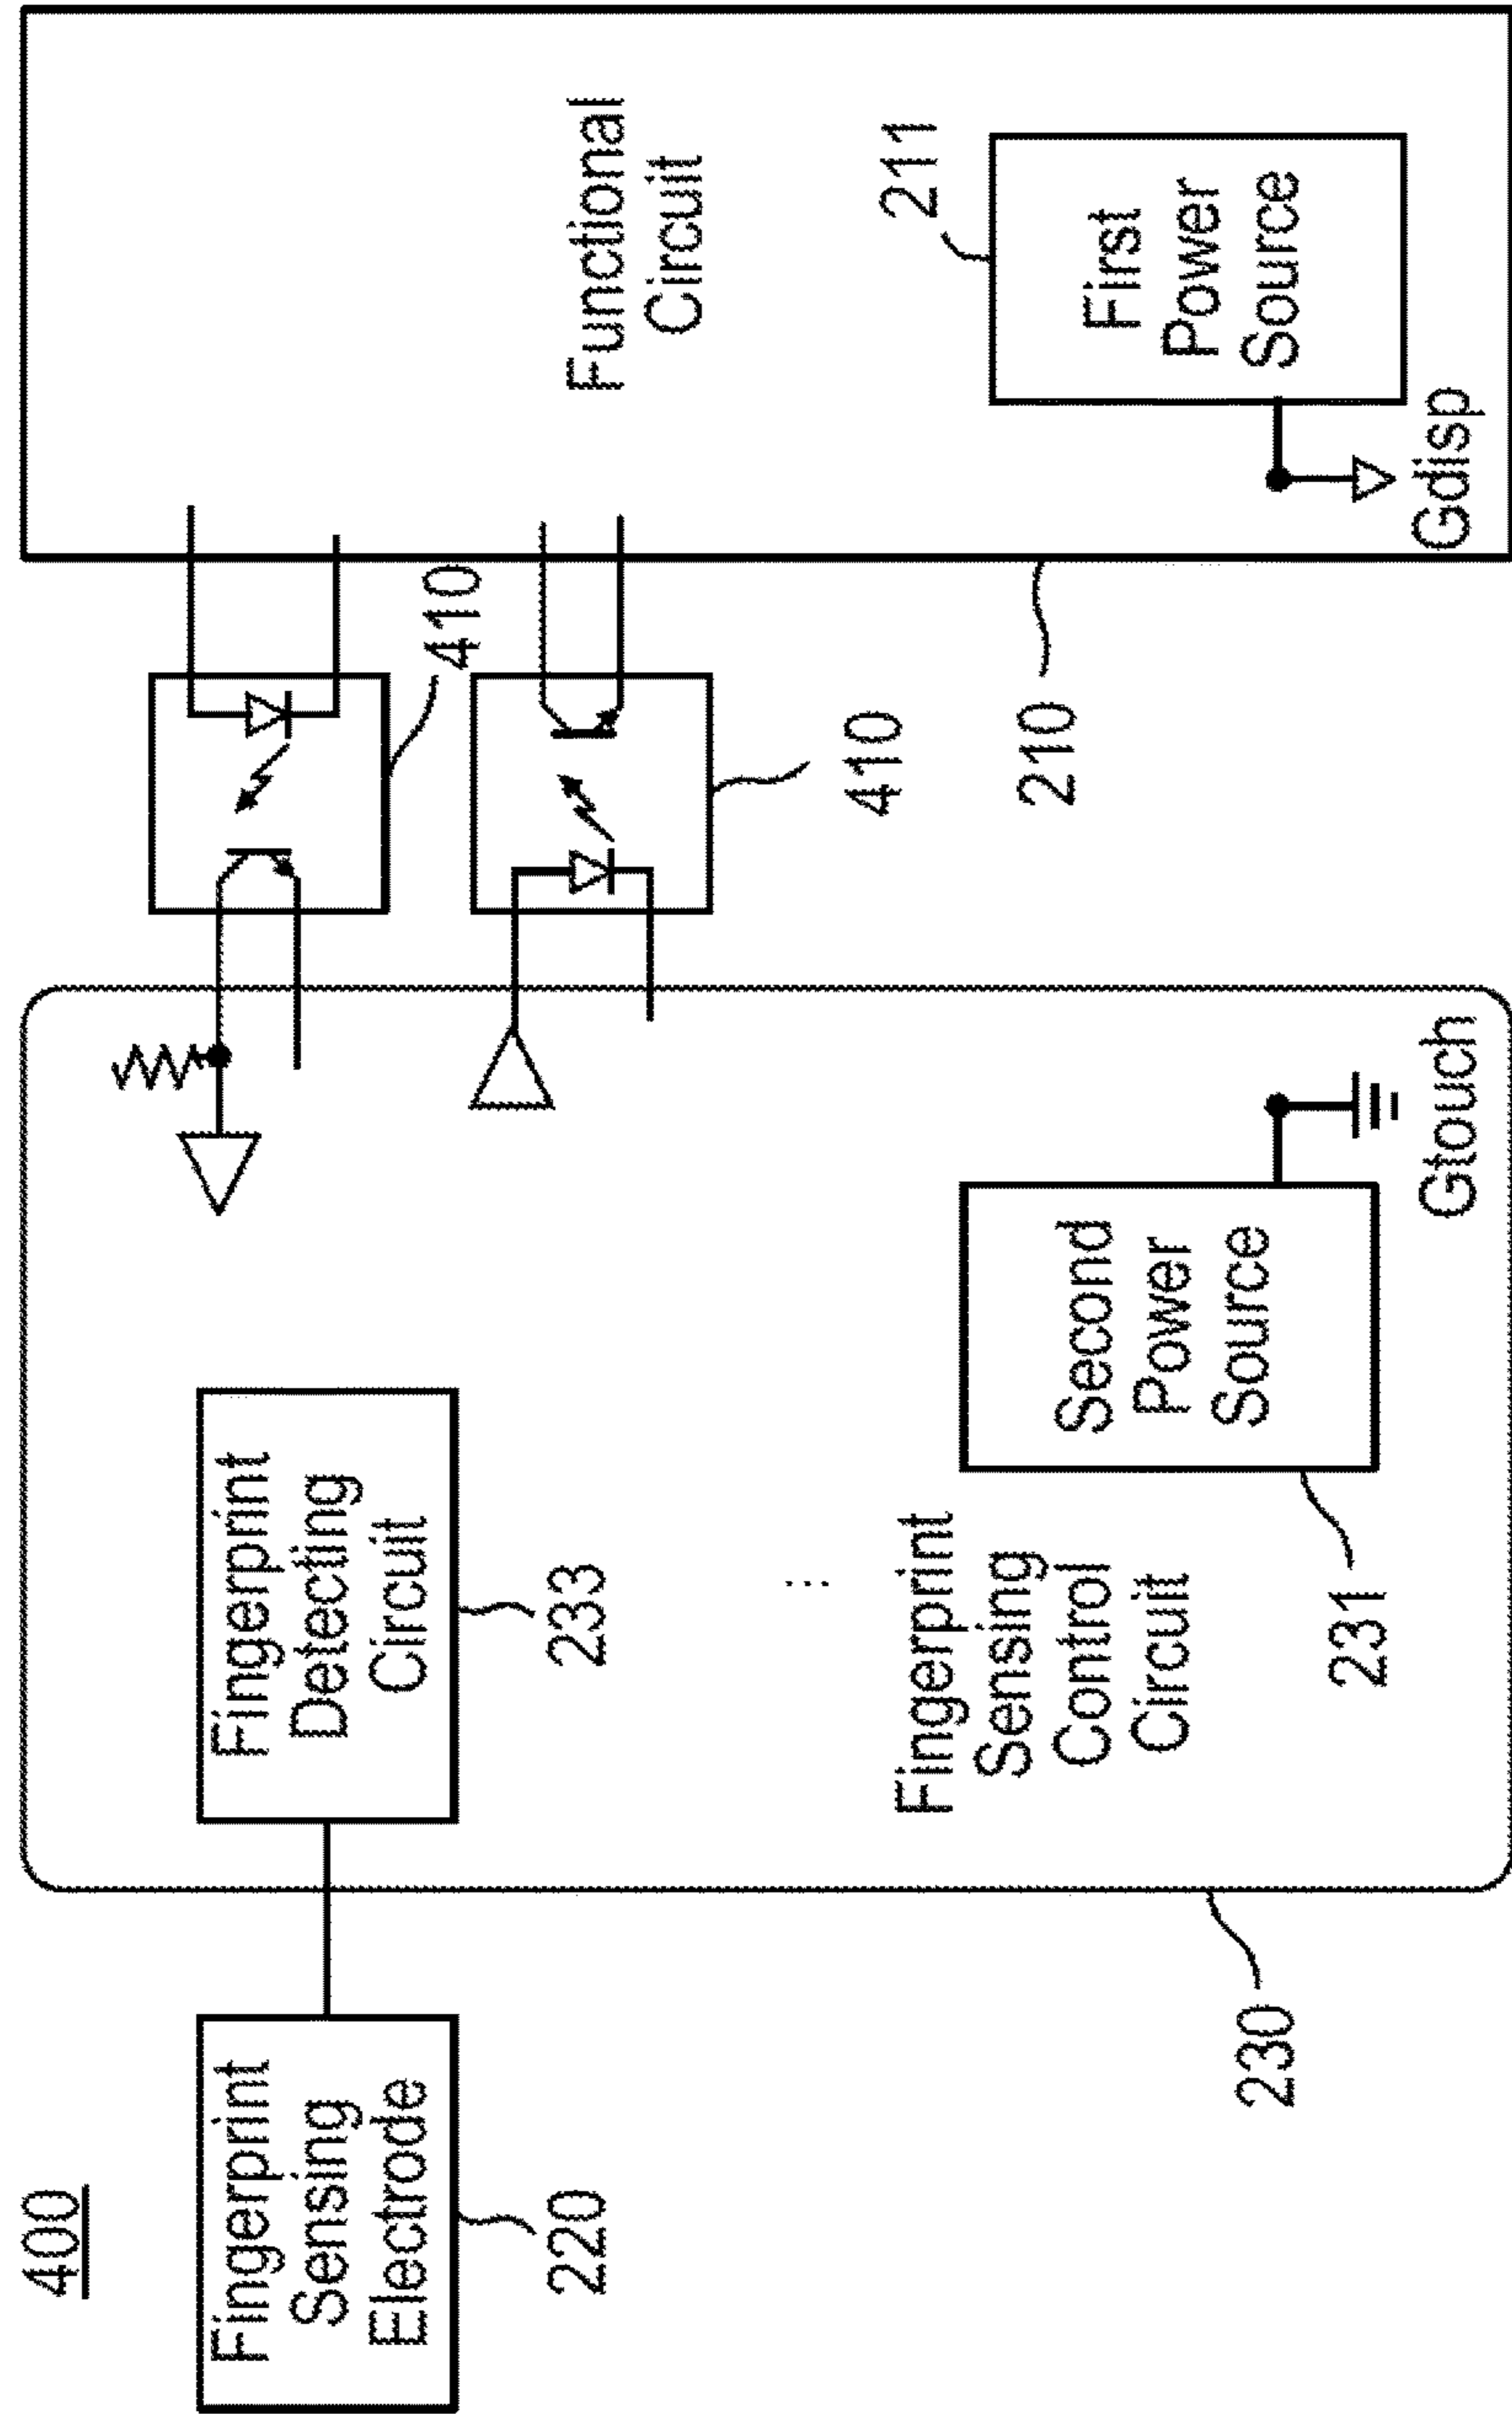 400
Fingerprint
Sensing
Electrode
220
Fingerprint
Detecting
Circuit
233
...
Fingerprint
Sensing
Control
Circuit
230
Second
Power
Source
231
Gtouch
410
410
Functional
Circuit
210
First
Power
Source
211
Gdisp